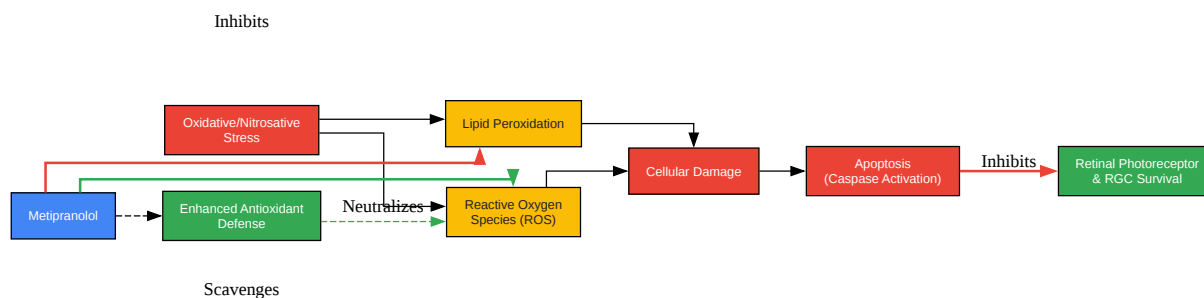 Inhibits
Oxidative/Nitrosative
Stress
Lipid Peroxidation
Cellular Damage
Apoptosis
(Caspase Activation)
Inhibits
Retinal Photoreceptor
& RGC Survival
Metipranolol
Enhanced Antioxidant
Defense
Neutralizes
Reactive Oxygen
Species (ROS)
Scavenges